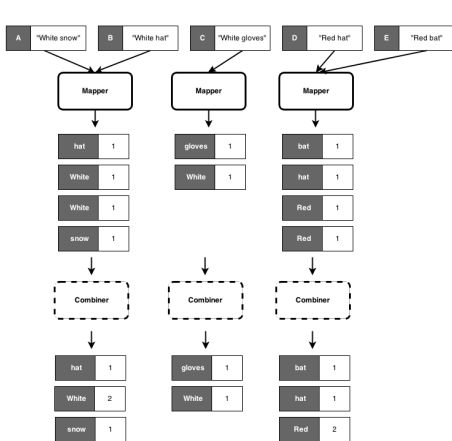 A "White snow" B "White hat" C "White gloves" D "Red hat" E "Red bat"
Mapper Mapper Mapper
hat 1 gloves 1 bat 1
White 1 White 1 hat 1
White 1 Red 1
snow 1 Red 1
Combiner Combiner Combiner
hat 1 gloves 1 bat 1
White 2 White 1 hat 1
snow 1 Red 2